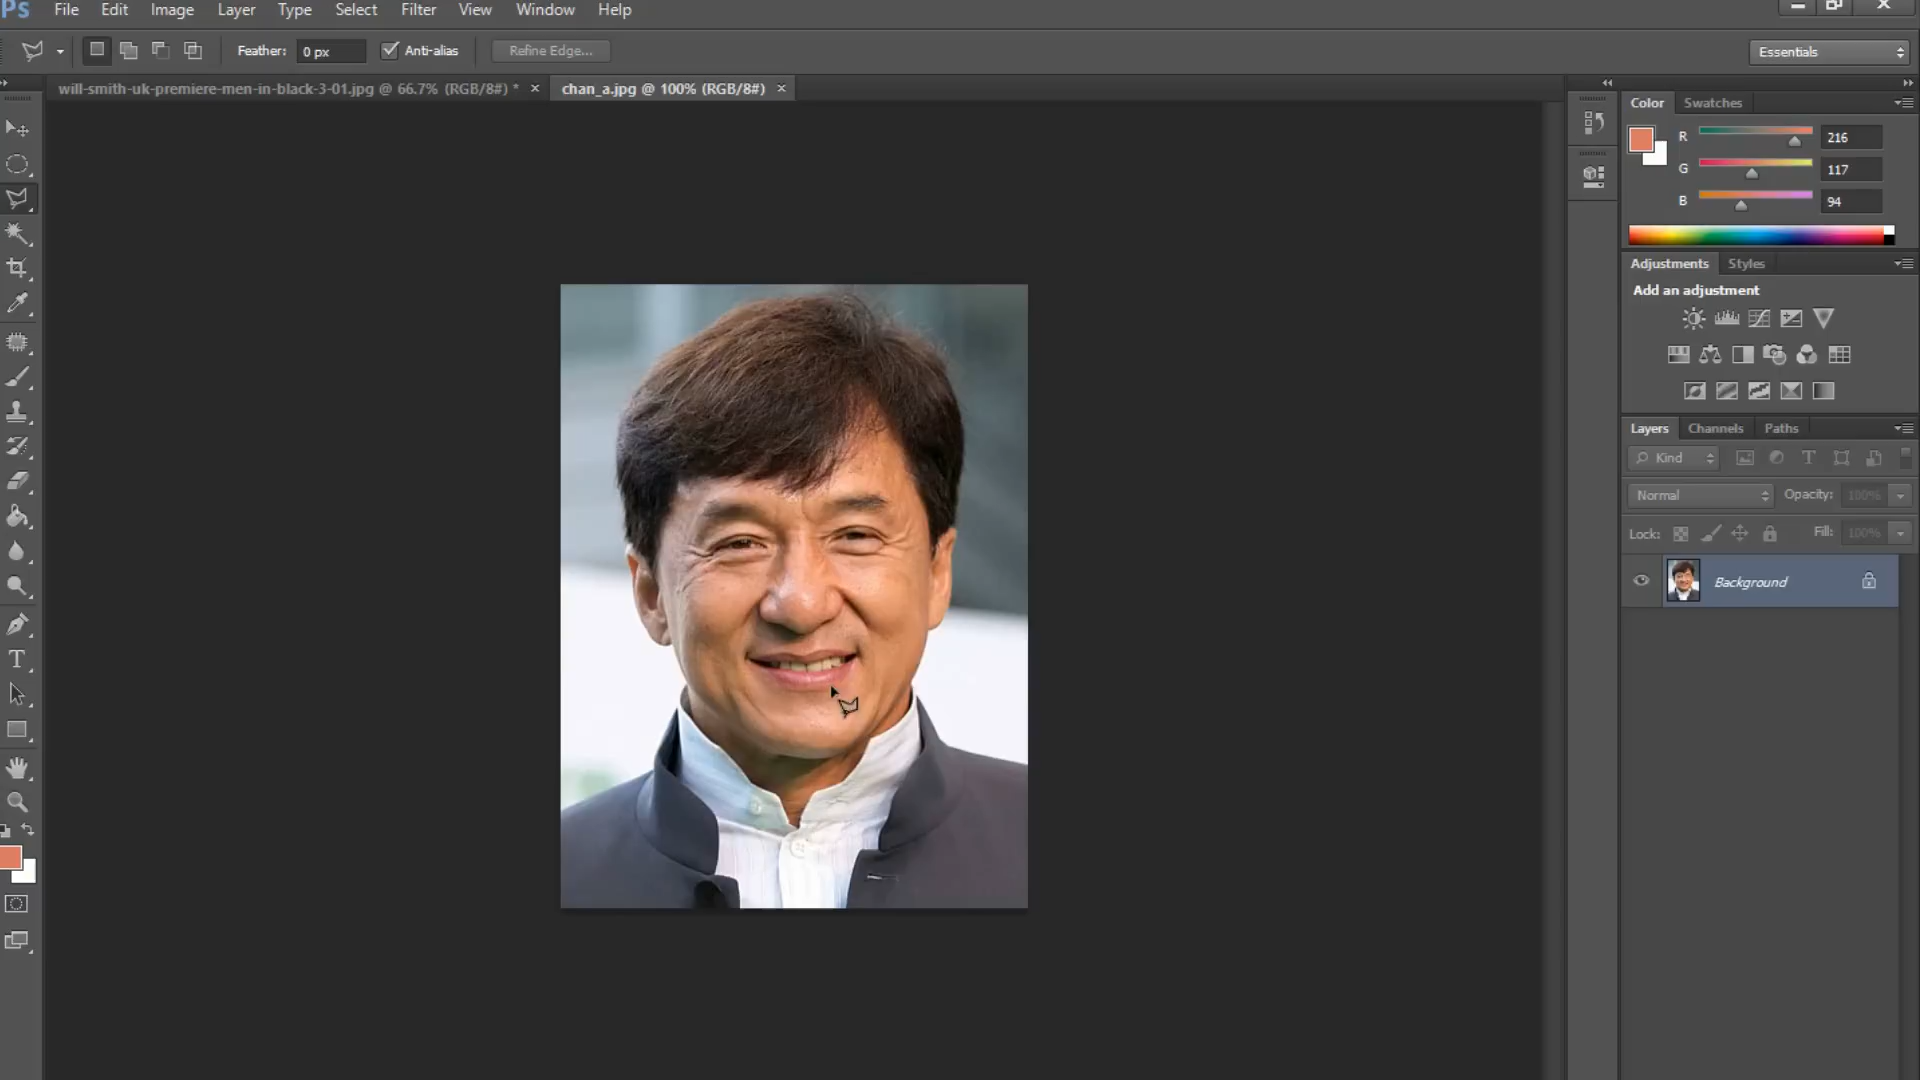 Ps File Edit Image Layer Type Select Filter View Window Help
Feather: 0 px Anti-alias Refine Edge... Essentials
will-smith-uk-premiere-men-in-black-3-01.jpg @ 66.7% (RGB/8#) * × chan_a.jpg @ 100% (RGB/8#) ×
Color Swatches
R 216
G 117
B 94
Adjustments Styles
Add an adjustment
Layers Channels Paths
Kind
Normal Opacity: 100%
Lock: Fill: 100%
Background